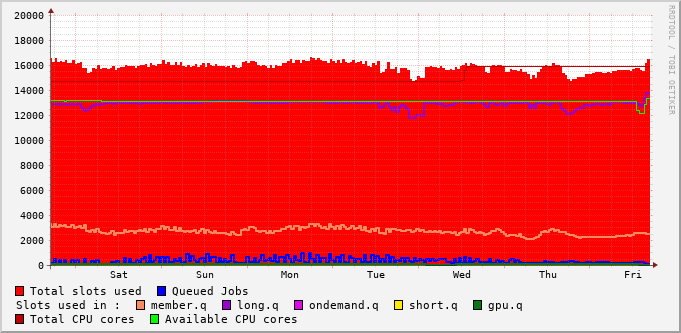 20000
18000
16000
14000
12000
10000
8000
6000
4000
2000
0
Sat Sun Mon Tue Wed Thu Fri
RRDTOOL / TOBI OETIKER
Total slots used Queued Jobs
Slots used in : member.q long.q ondemand.q short.q gpu.q
Total CPU cores Available CPU cores